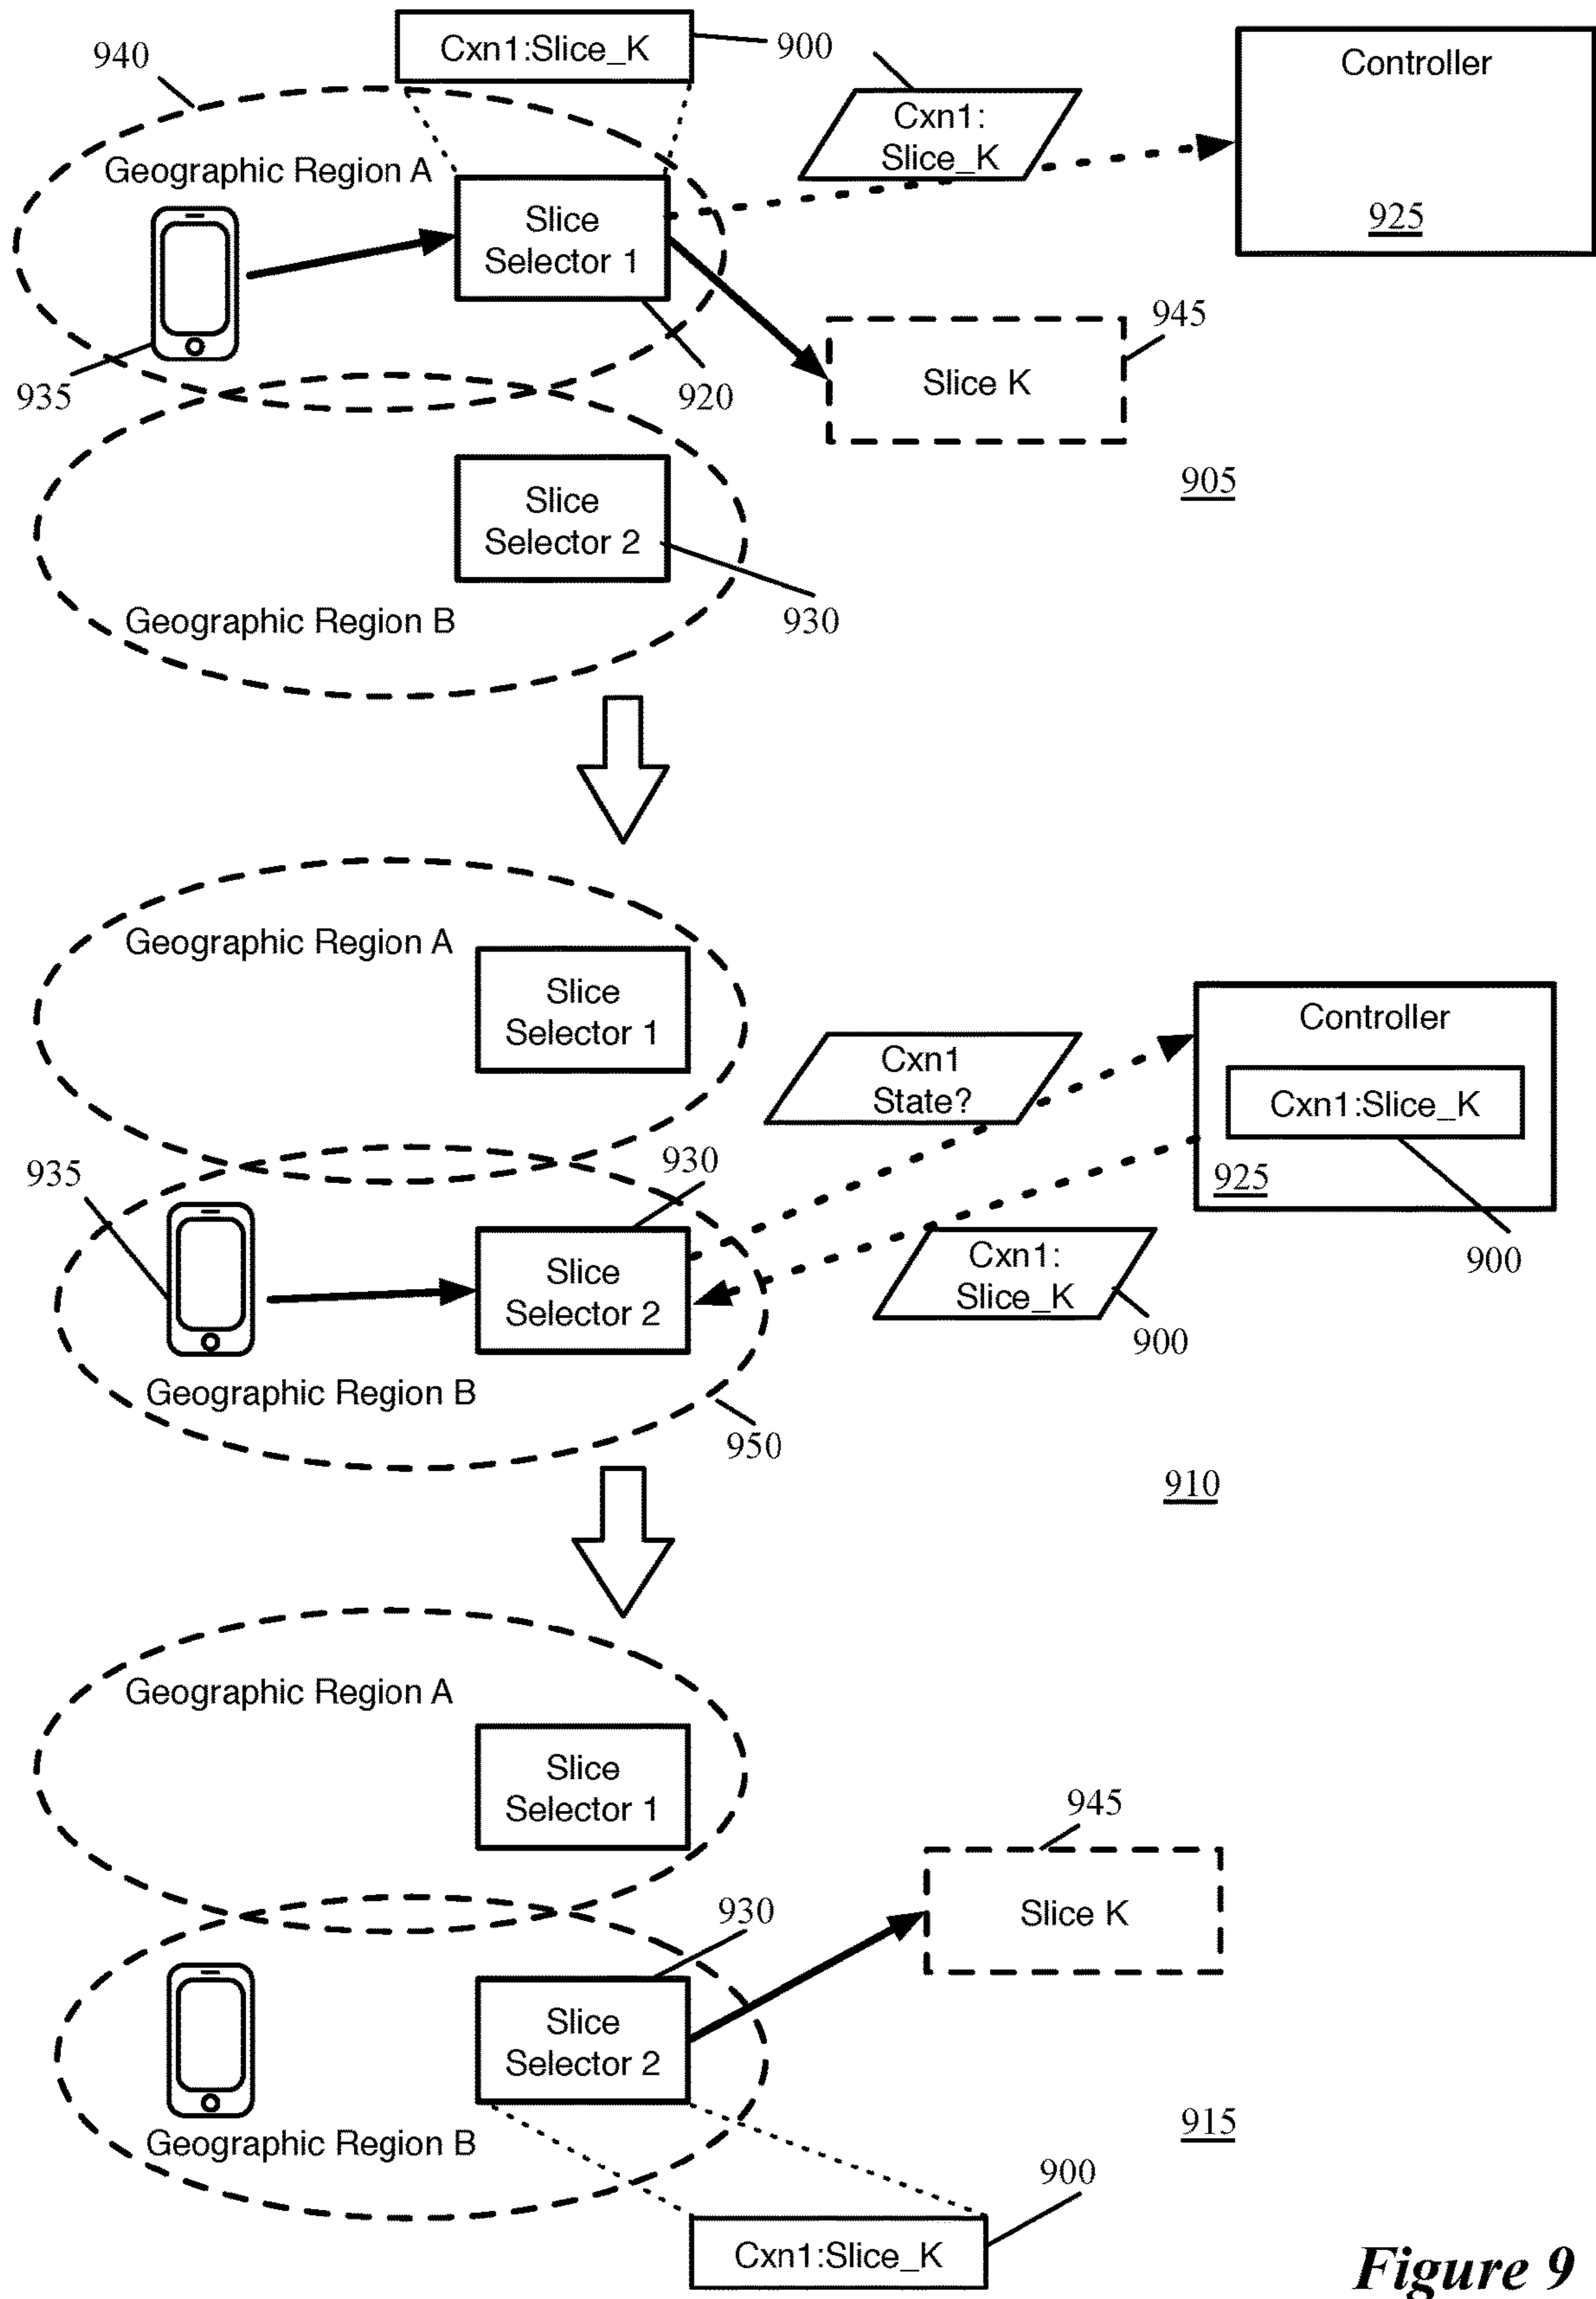 Cxn1:Slice_K
900
940
Controller
Cxn1:
Slice_K
Geographic Region A
Slice
Selector 1
925
945
Slice K
935
920
905
Slice
Selector 2
Geographic Region B
930
Geographic Region A
Slice
Selector 1
Controller
Cxn1
State?
Cxn1:Slice_K
935
930
925
900
Slice
Selector 2
Cxn1:
Slice_K
900
Geographic Region B
950
910
Geographic Region A
Slice
Selector 1
945
Slice K
930
Slice
Selector 2
Geographic Region B
915
900
Cxn1:Slice_K
Figure 9